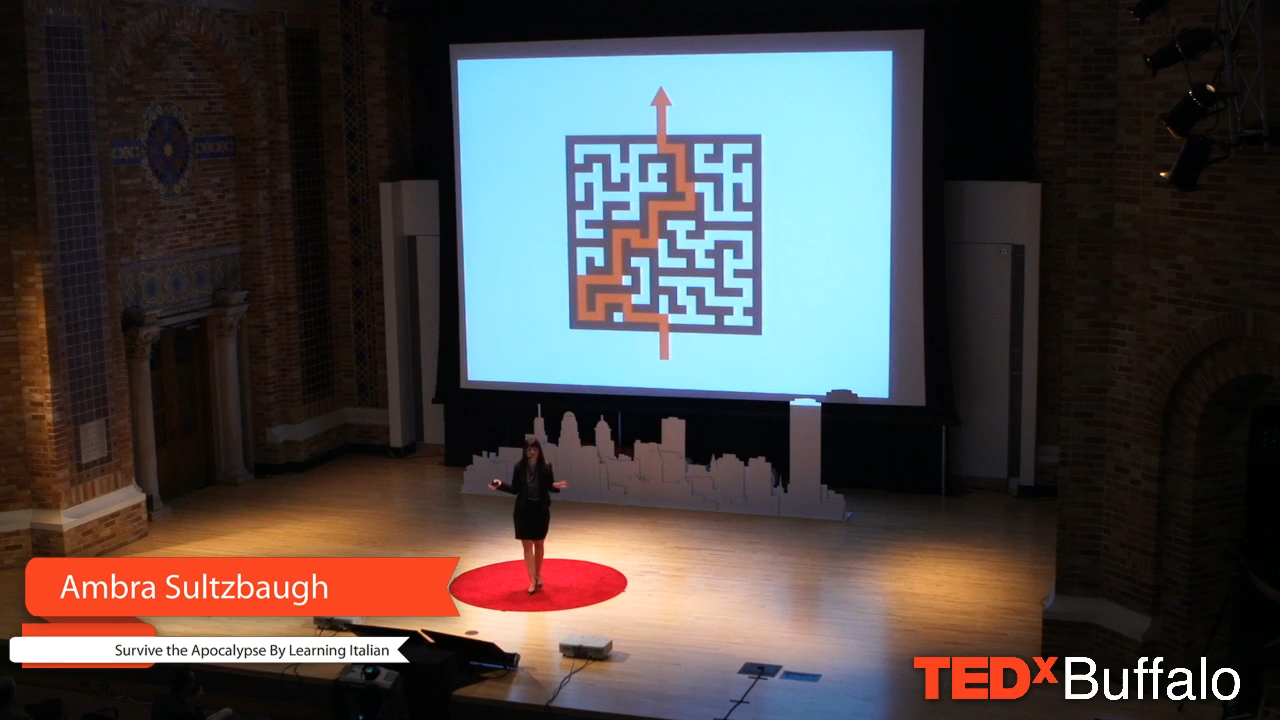 Ambra Sultzbaugh
Survive the Apocalypse By Learning Italian
TEDxBuffalo